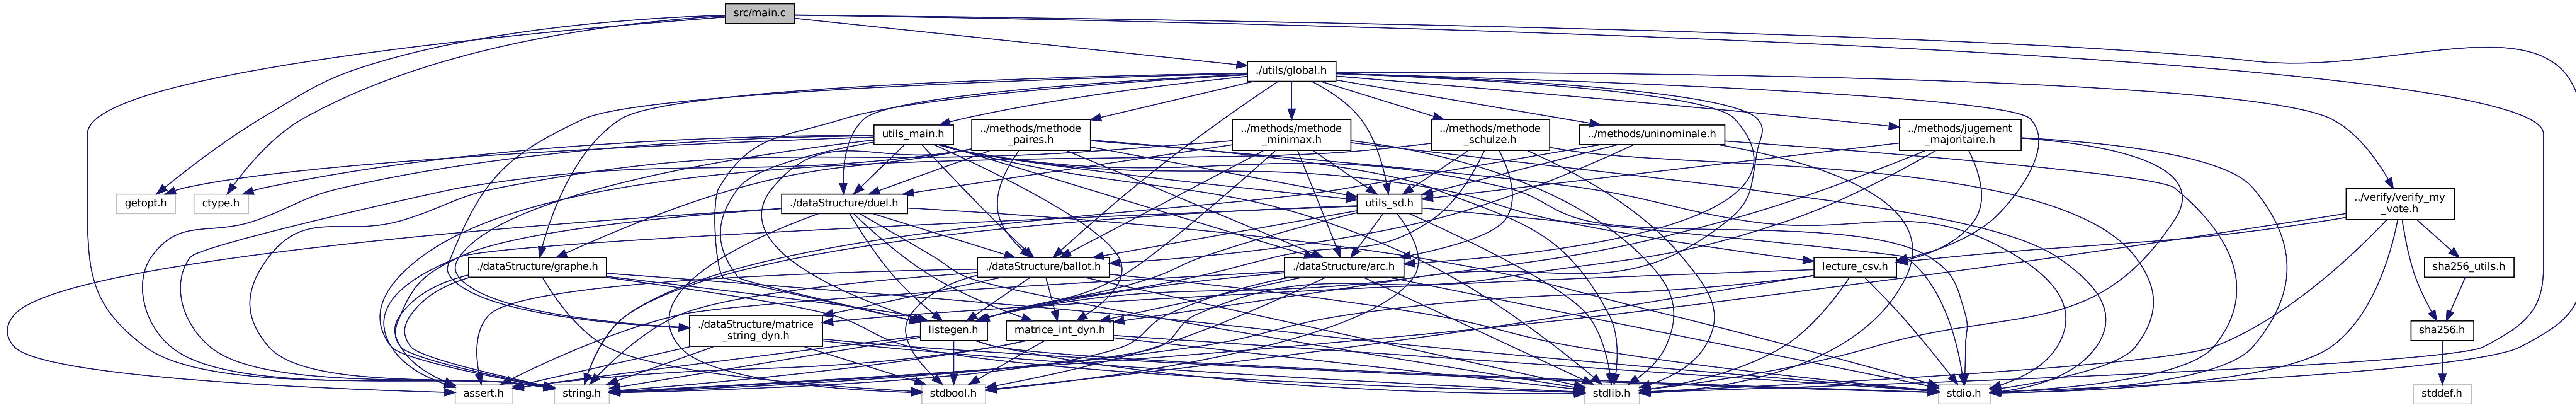 src/main.c
./utils/global.h
utils_main.h
../methods/methode
_paires.h
../methods/methode
_minimax.h
../methods/methode
_schulze.h
../methods/uninominale.h
../methods/jugement
_majoritaire.h
getopt.h
ctype.h
./dataStructure/duel.h
utils_sd.h
../verify/verify_my
_vote.h
./dataStructure/graphe.h
./dataStructure/ballot.h
./dataStructure/arc.h
lecture_csv.h
sha256_utils.h
./dataStructure/matrice
_string_dyn.h
listegen.h
matrice_int_dyn.h
sha256.h
assert.h
string.h
stdbool.h
stdlib.h
stdio.h
stddef.h